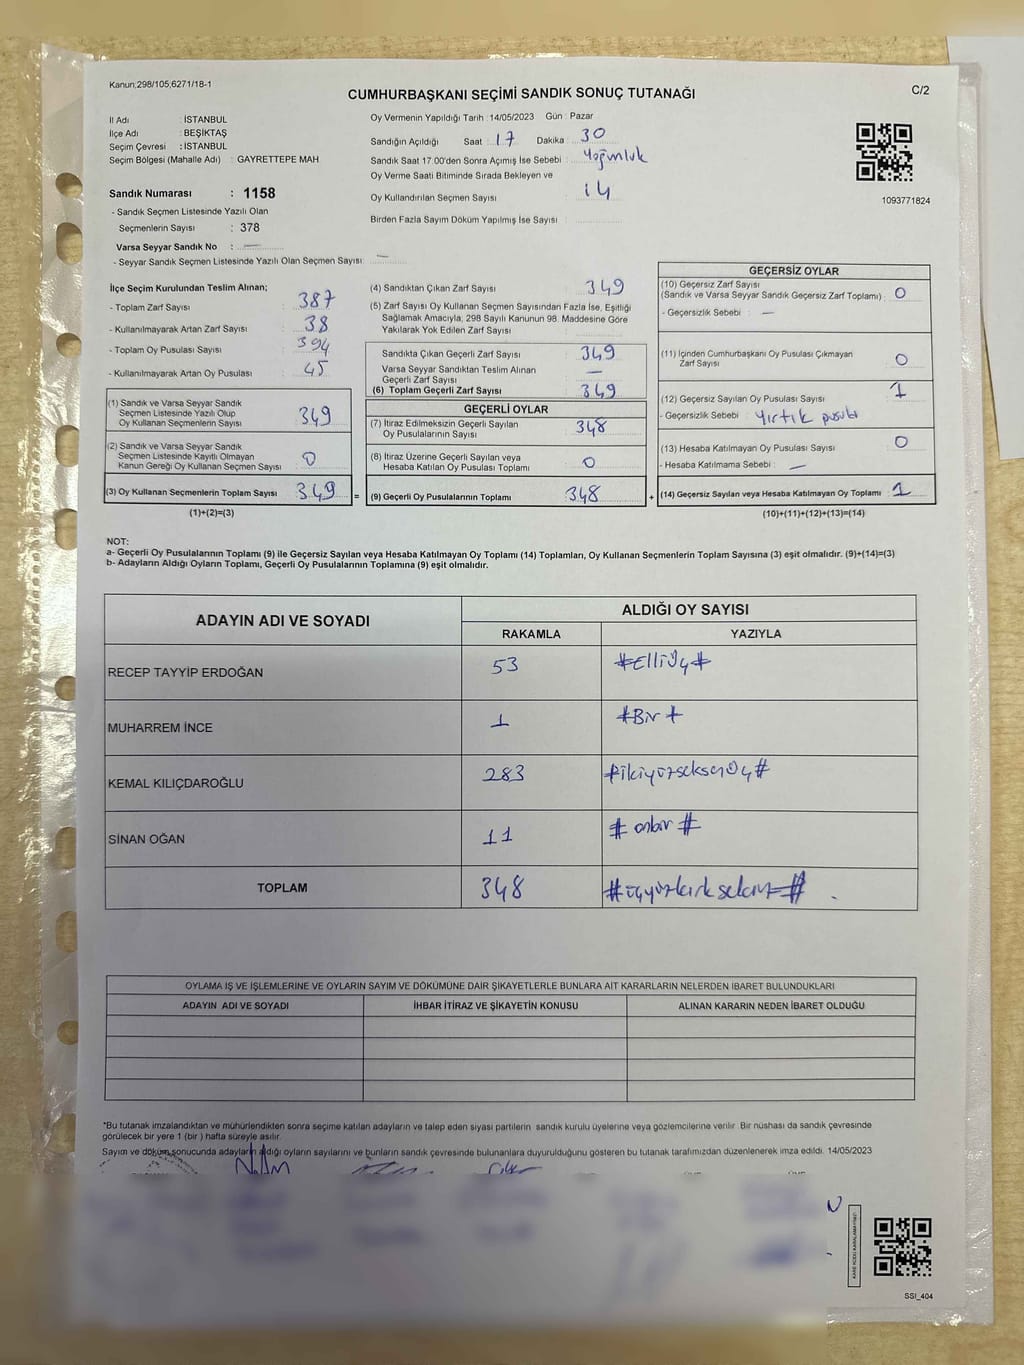 Kanun;298/105;6271/18-1
C/2
CUMHURBAŞKANI SEÇİMİ SANDIK SONUÇ TUTANAĞI
İl Adı : İSTANBUL
İlçe Adı : BEŞİKTAŞ
Seçim Çevresi : İSTANBUL
Seçim Bölgesi (Mahalle Adı) : GAYRETTEPE MAH
Sandık Numarası : 1158
- Sandık Seçmen Listesinde Yazılı Olan
Seçmenlerin Sayısı : 378
Varsa Seyyar Sandık No : —
- Seyyar Sandık Seçmen Listesinde Yazılı Olan Seçmen Sayısı: —
Oy Vermenin Yapıldığı Tarih :14/05/2023 Gün : Pazar
Sandığın Açıldığı Saat : 17 Dakika : 30
Sandık Saat 17.00'den Sonra Açımış İse Sebebi : Yoğunluk
Oy Verme Saati Bitiminde Sırada Bekleyen ve
Oy Kullandırılan Seçmen Sayısı : 14
Birden Fazla Sayım Döküm Yapılmış İse Sayısı :
1093771824
İlçe Seçim Kurulundan Teslim Alınan;
- Toplam Zarf Sayısı : 387
- Kullanılmayarak Artan Zarf Sayısı : 38
- Toplam Oy Pusulası Sayısı : 394
- Kullanılmayarak Artan Oy Pusulası : 45
(1) Sandık ve Varsa Seyyar Sandık
Seçmen Listesinde Yazılı Olup
Oy Kullanan Seçmenlerin Sayısı : 349
(2) Sandık ve Varsa Seyyar Sandık
Seçmen Listesinde Kayıtlı Olmayan
Kanun Gereği Oy Kullanan Seçmen Sayısı : 0
(3) Oy Kullanan Seçmenlerin Toplam Sayısı : 349
(1)+(2)=(3)
(4) Sandıktan Çıkan Zarf Sayısı : 349
(5) Zarf Sayısı Oy Kullanan Seçmen Sayısından Fazla İse, Eşitliği
Sağlamak Amacıyla; 298 Sayılı Kanunun 98. Maddesine Göre
Yakılarak Yok Edilen Zarf Sayısı :
Sandıkta Çıkan Geçerli Zarf Sayısı : 349
Varsa Seyyar Sandıktan Teslim Alınan
Geçerli Zarf Sayısı : —
(6) Toplam Geçerli Zarf Sayısı : 349
GEÇERLİ OYLAR
(7) İtiraz Edilmeksizin Geçerli Sayılan
Oy Pusulalarının Sayısı : 348
(8) İtiraz Üzerine Geçerli Sayılan veya
Hesaba Katılan Oy Pusulası Toplamı : 0
= (9) Geçerli Oy Pusulalarının Toplamı : 348
GEÇERSİZ OYLAR
(10) Geçersiz Zarf Sayısı
(Sandık ve Varsa Seyyar Sandık Geçersiz Zarf Toplamı) : 0
- Geçersizlik Sebebi : —
(11) İçinden Cumhurbaşkanı Oy Pusulası Çıkmayan
Zarf Sayısı : 0
(12) Geçersiz Sayılan Oy Pusulası Sayısı : 1
- Geçersizlik Sebebi : Yırtık pusula
(13) Hesaba Katılmayan Oy Pusulası Sayısı : 0
- Hesaba Katılmama Sebebi : —
+ (14) Geçersiz Sayılan veya Hesaba Katılmayan Oy Toplamı : 1
(10)+(11)+(12)+(13)=(14)
NOT:
a- Geçerli Oy Pusulalarının Toplamı (9) ile Geçersiz Sayılan veya Hesaba Katılmayan Oy Toplamı (14) Toplamları, Oy Kullanan Seçmenlerin Toplam Sayısına (3) eşit olmalıdır. (9)+(14)=(3)
b- Adayların Aldığı Oyların Toplamı, Geçerli Oy Pusulalarının Toplamına (9) eşit olmalıdır.
ADAYIN ADI VE SOYADI
ALDIĞI OY SAYISI
RAKAMLA YAZIYLA
RECEP TAYYİP ERDOĞAN 53 #Elliüç#
MUHARREM İNCE 1 #Bir#
KEMAL KILIÇDAROĞLU 283 #ikiyüzseksenüç#
SİNAN OĞAN 11 #onbir#
TOPLAM 348 #üçyüzkırksekiz#
OYLAMA İŞ VE İŞLEMLERİNE VE OYLARIN SAYIM VE DÖKÜMÜNE DAİR ŞİKAYETLERLE BUNLARA AİT KARARLARIN NELERDEN İBARET BULUNDUKLARI
ADAYIN ADI VE SOYADI İHBAR İTİRAZ VE ŞİKAYETİN KONUSU ALINAN KARARIN NEDEN İBARET OLDUĞU
*Bu tutanak imzalandıktan ve mühürlendikten sonra seçime katılan adayların ve talep eden siyasi partilerin sandık kurulu üyelerine veya gözlemcilerine verilir. Bir nüshası da sandık çevresinde
görülecek bir yere 1 (bir ) hafta süreyle asılır.
Sayım ve döküm sonucunda adayların aldığı oyların sayılarını ve bunların sandık çevresinde bulunanlara duyurulduğunu gösteren bu tutanak tarafımızdan düzenlenerek imza edildi. 14/05/2023
SSİ_404